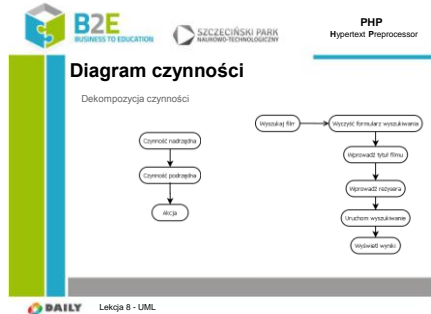 B2E
BUSINESS TO EDUCATION
SZCZECIŃSKI PARK
NAUKOWO-TECHNOLOGICZNY
PHP
Hypertext Preprocessor
Diagram czynności
Dekompozycja czynności
Czynność nadrzędna
Czynność podrzędna
Akcja
Wyszukaj film
Wyczyść formularz wyszukiwania
Wprowadź tytuł filmu
Wprowadź reżysera
Uruchom wyszukiwanie
Wyświetl wyniki
DAILY
Lekcja 8 - UML